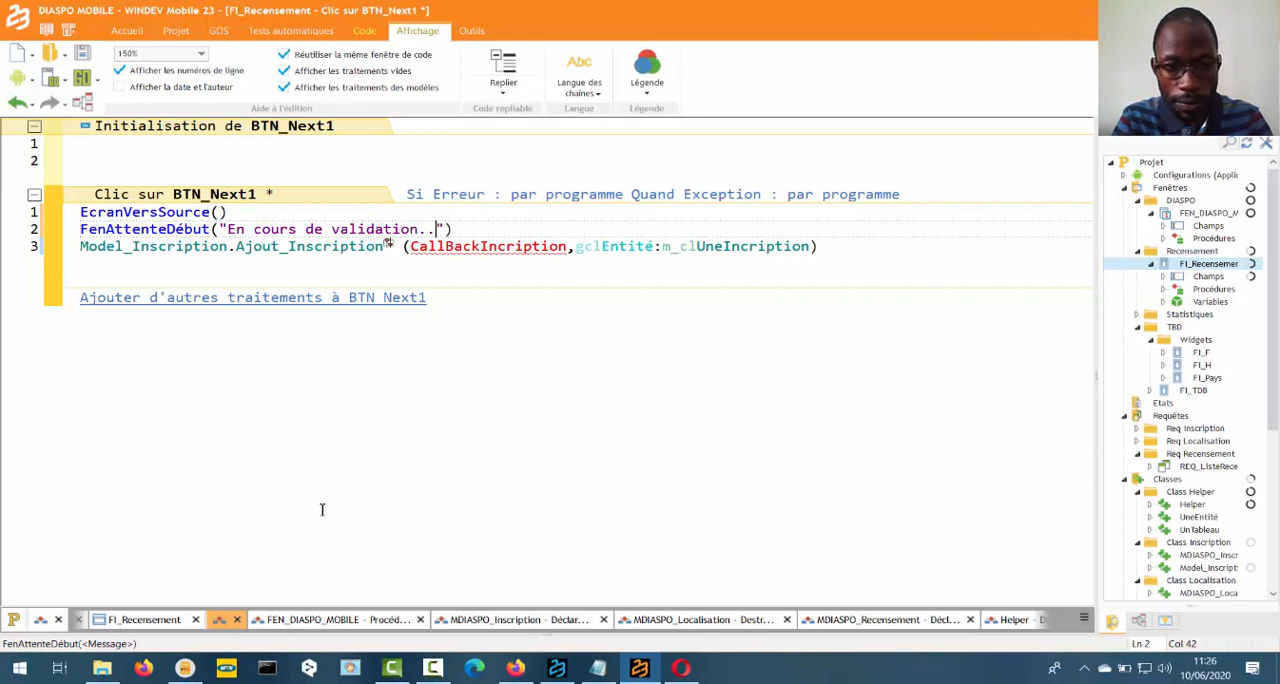 DIASPO MOBILE - WINDEV Mobile 23 - [FI_Recensement - Clic sur BTN_Next1 *]
Accueil Projet GDS Tests automatiques Code Affichage Outils
150%
Afficher les numéros de ligne
Afficher la date et l'auteur
Réutiliser la même fenêtre de code
Afficher les traitements vides
Afficher les traitements des modèles
Aide à l'édition
Replier
Code repliable
Abc
Langue des
chaînes
Langue
Légende
Légende
Initialisation de BTN_Next1
1
2
Clic sur BTN_Next1 * Si Erreur : par programme Quand Exception : par programme
1 EcranVersSource()
2 FenAttenteDébut("En cours de validation..")
3 Model_Inscription.Ajout_Inscription (CallBackIncription,gclEntité:m_clUneIncription)
Ajouter d'autres traitements à BTN_Next1
Projet
Configurations (Applic
Fenêtres
DIASPO
FEN_DIASPO_M
Champs
Procédures
Recensement
FI_Recensemer
Champs
Procédures
Variables
Statistiques
TBD
Widgets
FI_F
FI_H
FI_Pays
FI_TDB
Etats
Requêtes
Req Inscription
Req Localisation
Req Recensement
REQ_ListeRece
Classes
Class Helper
Helper
UneEntité
UnTableau
Class Inscription
MDIASPO_Inscr
Model_Inscript
Class Localisation
MDIASPO_Loca
FI_Recensement FEN_DIASPO_MOBILE - Procéd... MDIASPO_Inscription - Déclar... MDIASPO_Localisation - Destr... MDIASPO_Recensement - Décl... Helper - D
FenAttenteDébut(<Message>)
Ln 2 Col 42
11:26
10/06/2020